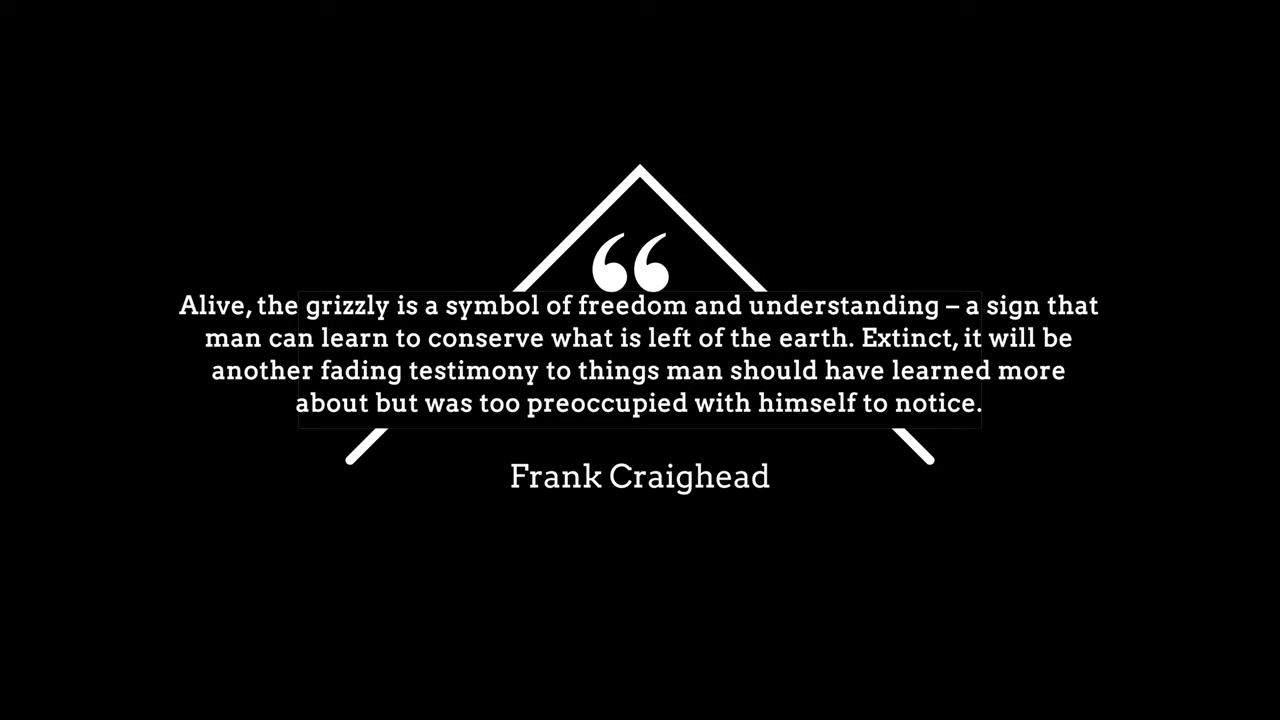 “
Alive, the grizzly is a symbol of freedom and understanding – a sign that
man can learn to conserve what is left of the earth. Extinct, it will be
another fading testimony to things man should have learned more
about but was too preoccupied with himself to notice.
Frank Craighead